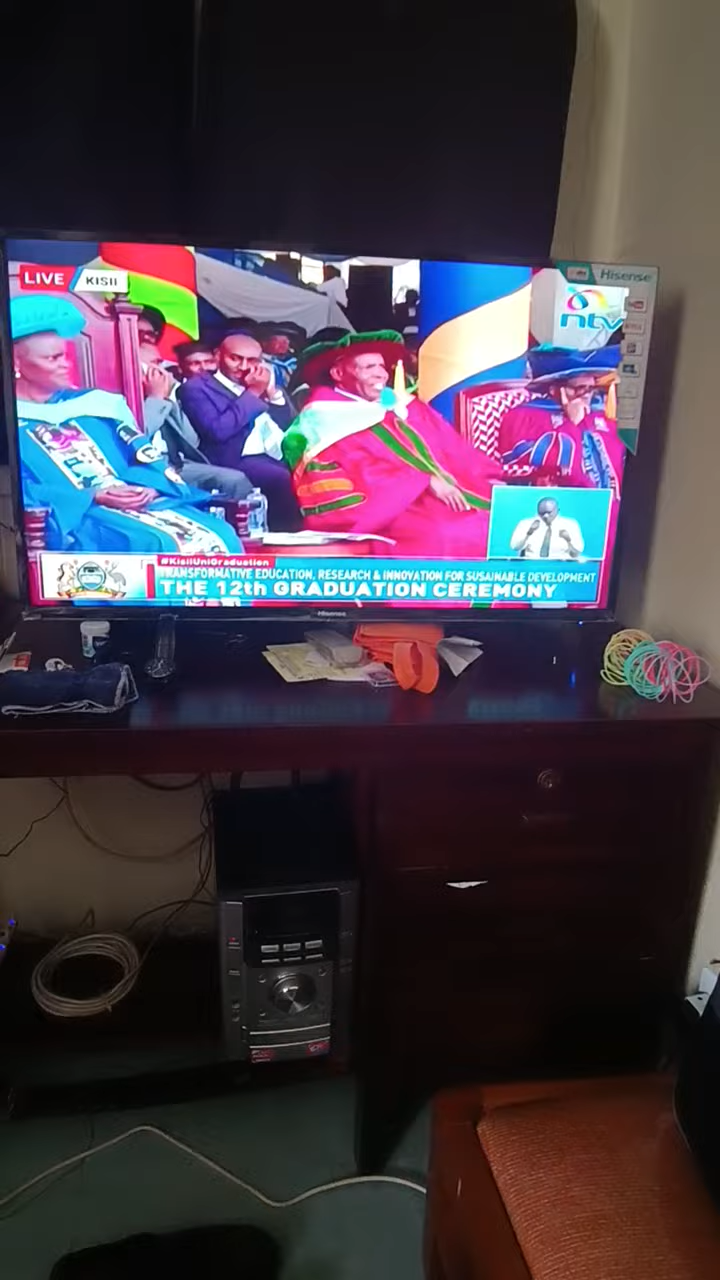 LIVE
KISII
Hisense
ntv
#KisiiUniGraduation
TRANSFORMATIVE EDUCATION, RESEARCH & INNOVATION FOR SUSAINABLE DEVELOPMENT
THE 12th GRADUATION CEREMONY
Hisense